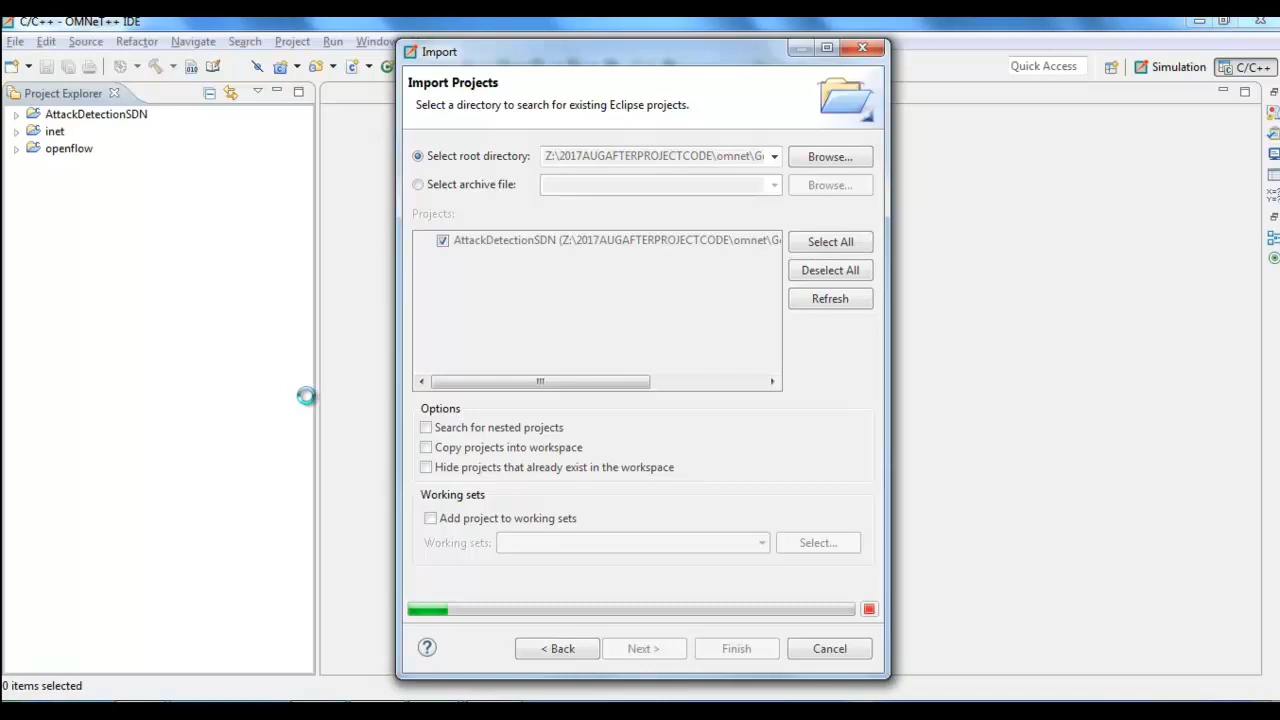 C/C++ - OMNeT++ IDE
File Edit Source Refactor Navigate Search Project Run Window
Quick Access
Simulation
C/C++
Project Explorer
AttackDetectionSDN
inet
openflow
0 items selected
Import
Import Projects
Select a directory to search for existing Eclipse projects.
Select root directory: Z:\2017AUGAFTERPROJECTCODE\omnet\G Browse...
Select archive file: Browse...
Projects:
AttackDetectionSDN (Z:\2017AUGAFTERPROJECTCODE\omnet\G
Select All
Deselect All
Refresh
Options
Search for nested projects
Copy projects into workspace
Hide projects that already exist in the workspace
Working sets
Add project to working sets
Working sets: Select...
? < Back Next > Finish Cancel